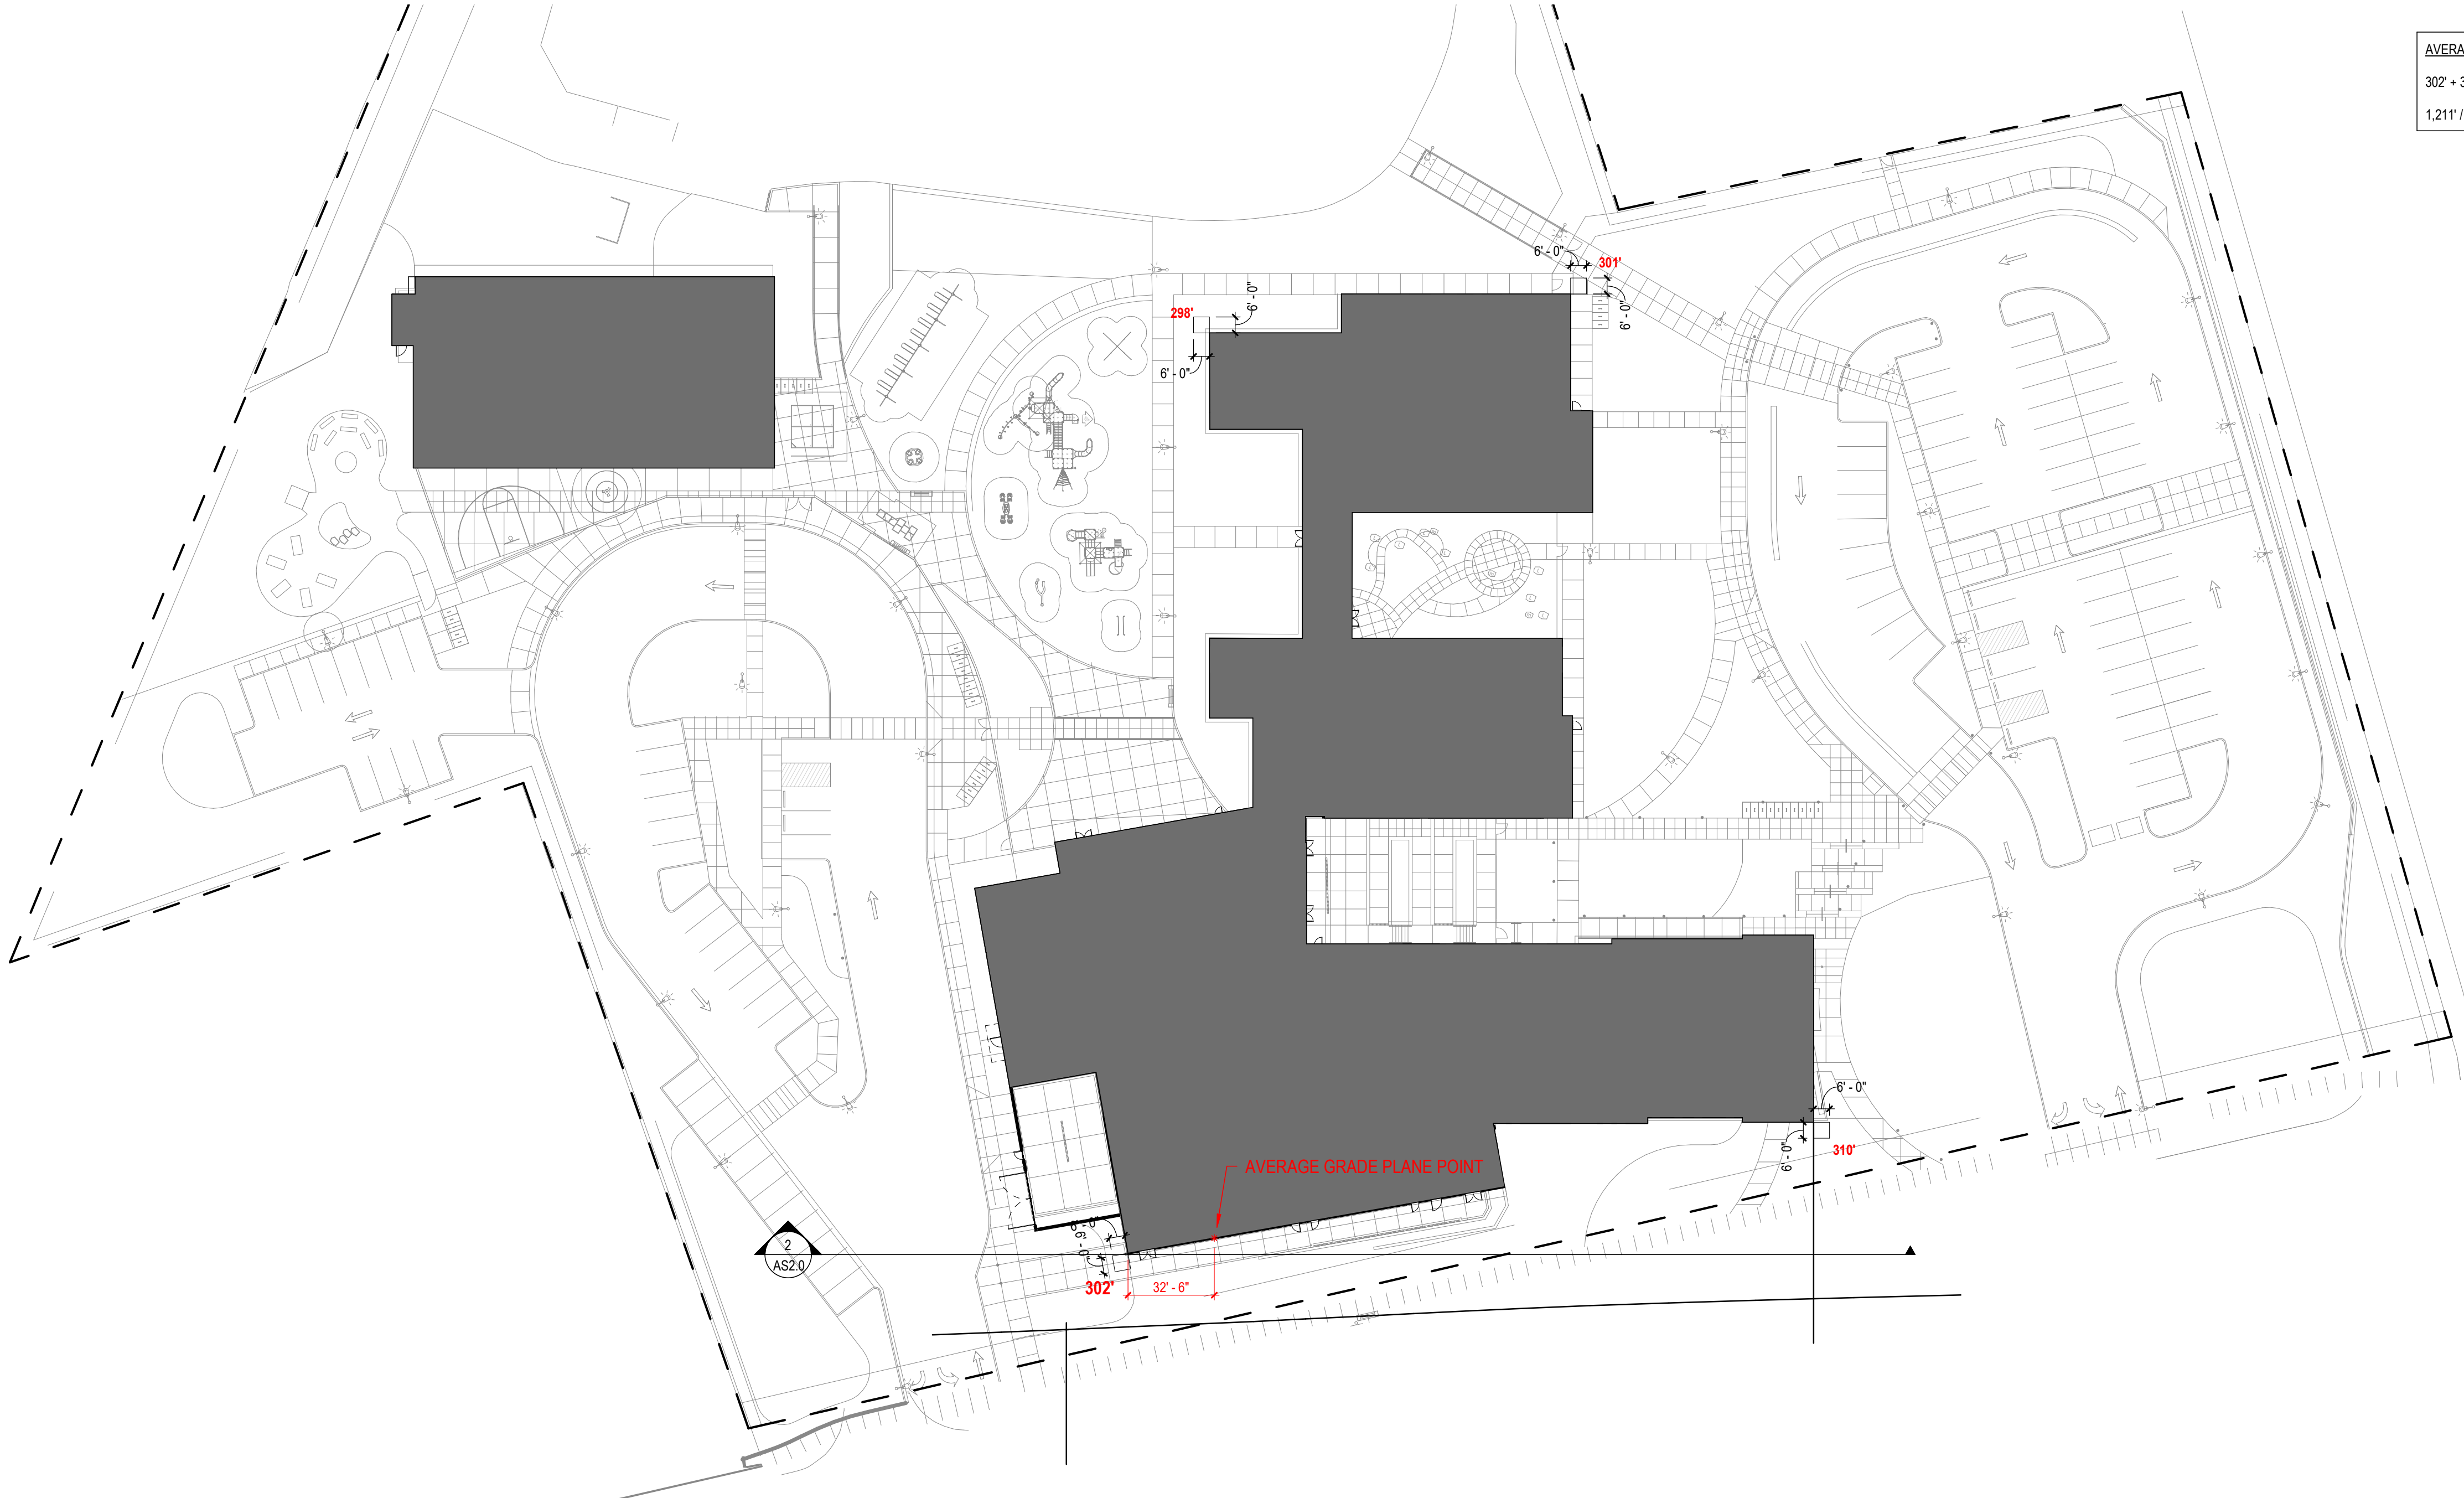 AVERA
302' + 3
1,211' /
6' - 0"
301'
6' - 0"
298'
6' - 0"
6' - 0"
6' - 0"
310'
6' - 0"
AVERAGE GRADE PLANE POINT
6' - 0"
6' - 0"
2
AS2.0
302'
32' - 6"